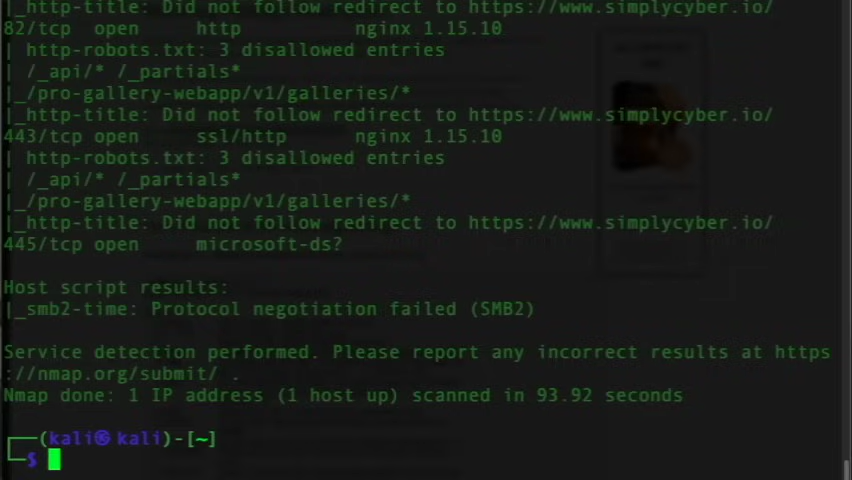 |_http-title: Did not follow redirect to https://www.simplycyber.io/
82/tcp  open     http          nginx 1.15.10
| http-robots.txt: 3 disallowed entries
| /_api/* /_partials*
|_/pro-gallery-webapp/v1/galleries/*
|_http-title: Did not follow redirect to https://www.simplycyber.io/
443/tcp open     ssl/http      nginx 1.15.10
| http-robots.txt: 3 disallowed entries
| /_api/* /_partials*
|_/pro-gallery-webapp/v1/galleries/*
|_http-title: Did not follow redirect to https://www.simplycyber.io/
445/tcp open     microsoft-ds?
Host script results:
|_smb2-time: Protocol negotiation failed (SMB2)
Service detection performed. Please report any incorrect results at https
://nmap.org/submit/ .
Nmap done: 1 IP address (1 host up) scanned in 93.92 seconds
┌──(kali㉿kali)-[~]
└─$